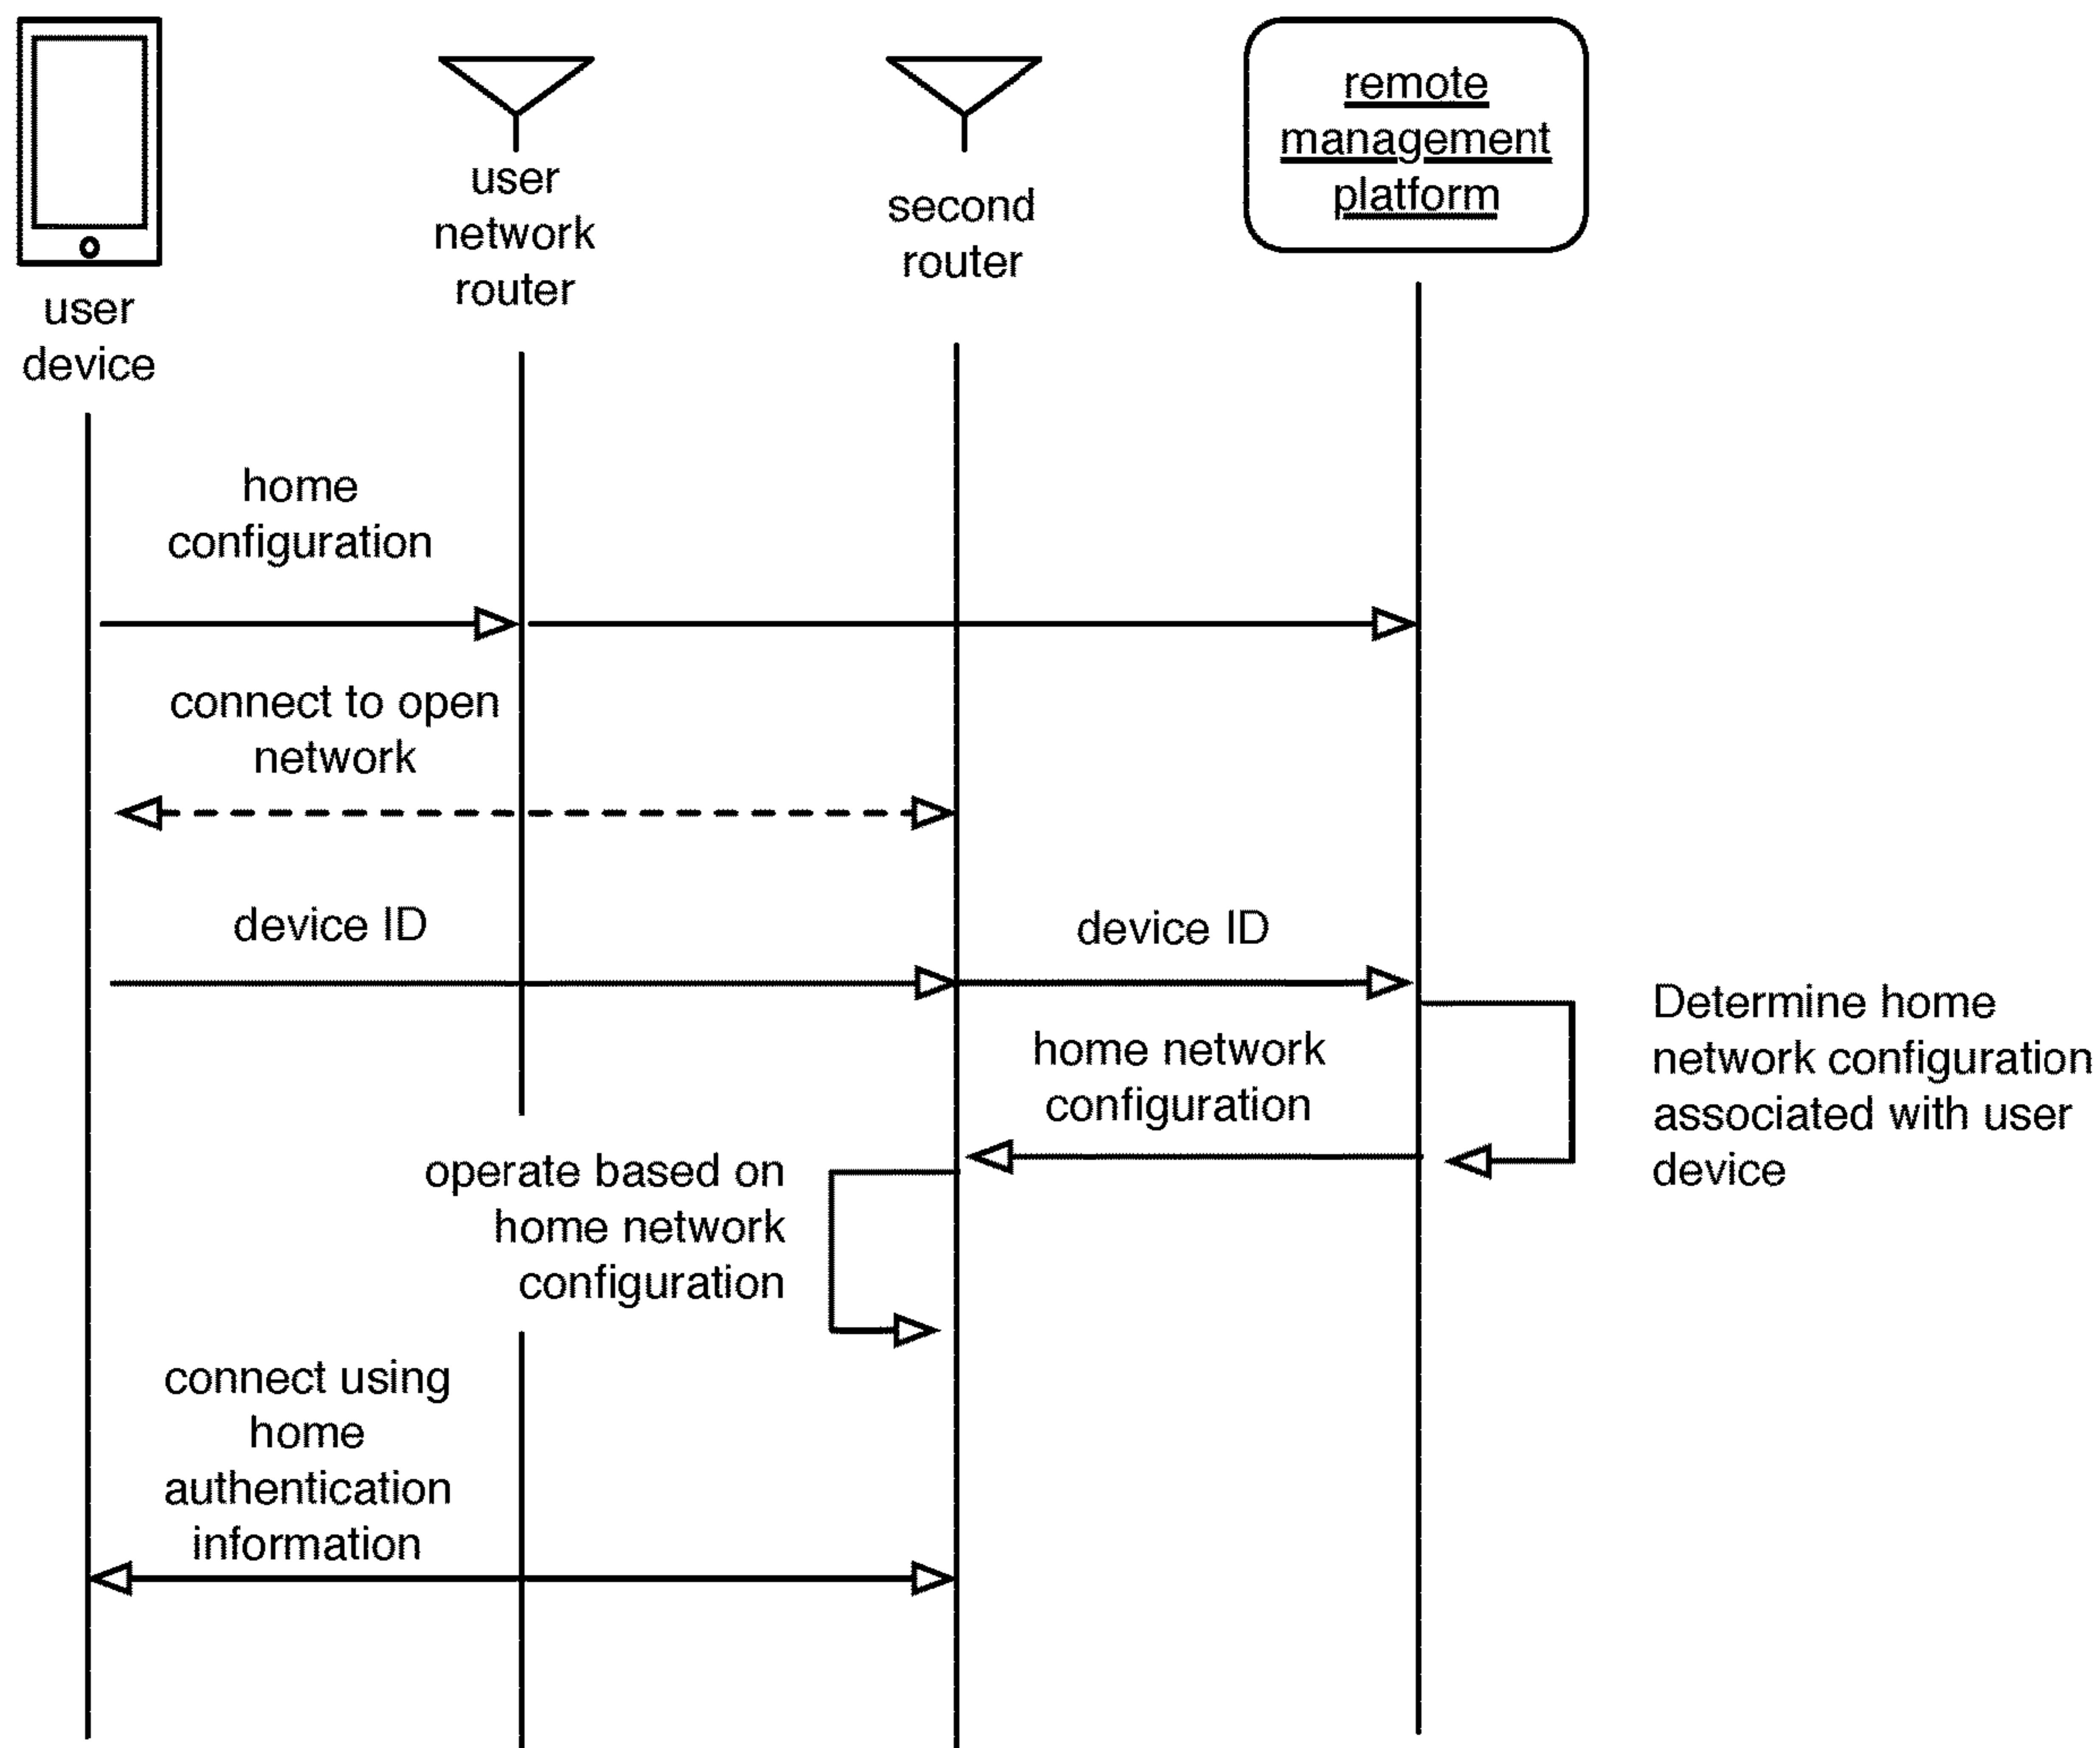 user
device
user
network
router
second
router
remote
management
platform
home
configuration
connect to open
network
device ID
device ID
Determine home
network configuration
associated with user
device
home network
configuration
operate based on
home network
configuration
connect using
home
authentication
information